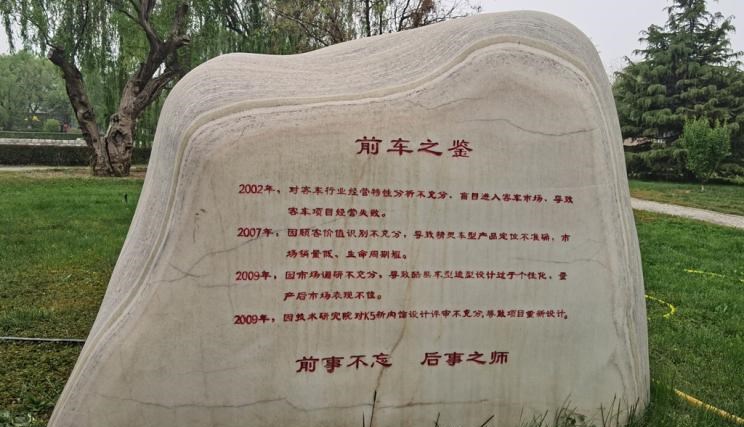 前车之鉴
2002年，对客车行业经营特性分析不充分、盲目进入客车市场、导致
客车项目经营失败。
2007年，因顾客价值识别不充分，导致精灵车型产品定位不准确，市
场销量低、生命周期短。
2009年，因市场调研不充分，导致酷熊车型造型设计过于个性化，量
产后市场表现不佳。
2009年，因技术研究院对K5新内饰设计评审不充分，导致项目重新设计。
前事不忘 后事之师